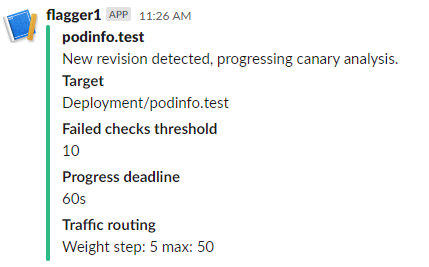 flagger1 APP 11:26 AM
podinfo.test
New revision detected, progressing canary analysis.
Target
Deployment/podinfo.test
Failed checks threshold
10
Progress deadline
60s
Traffic routing
Weight step: 5 max: 50